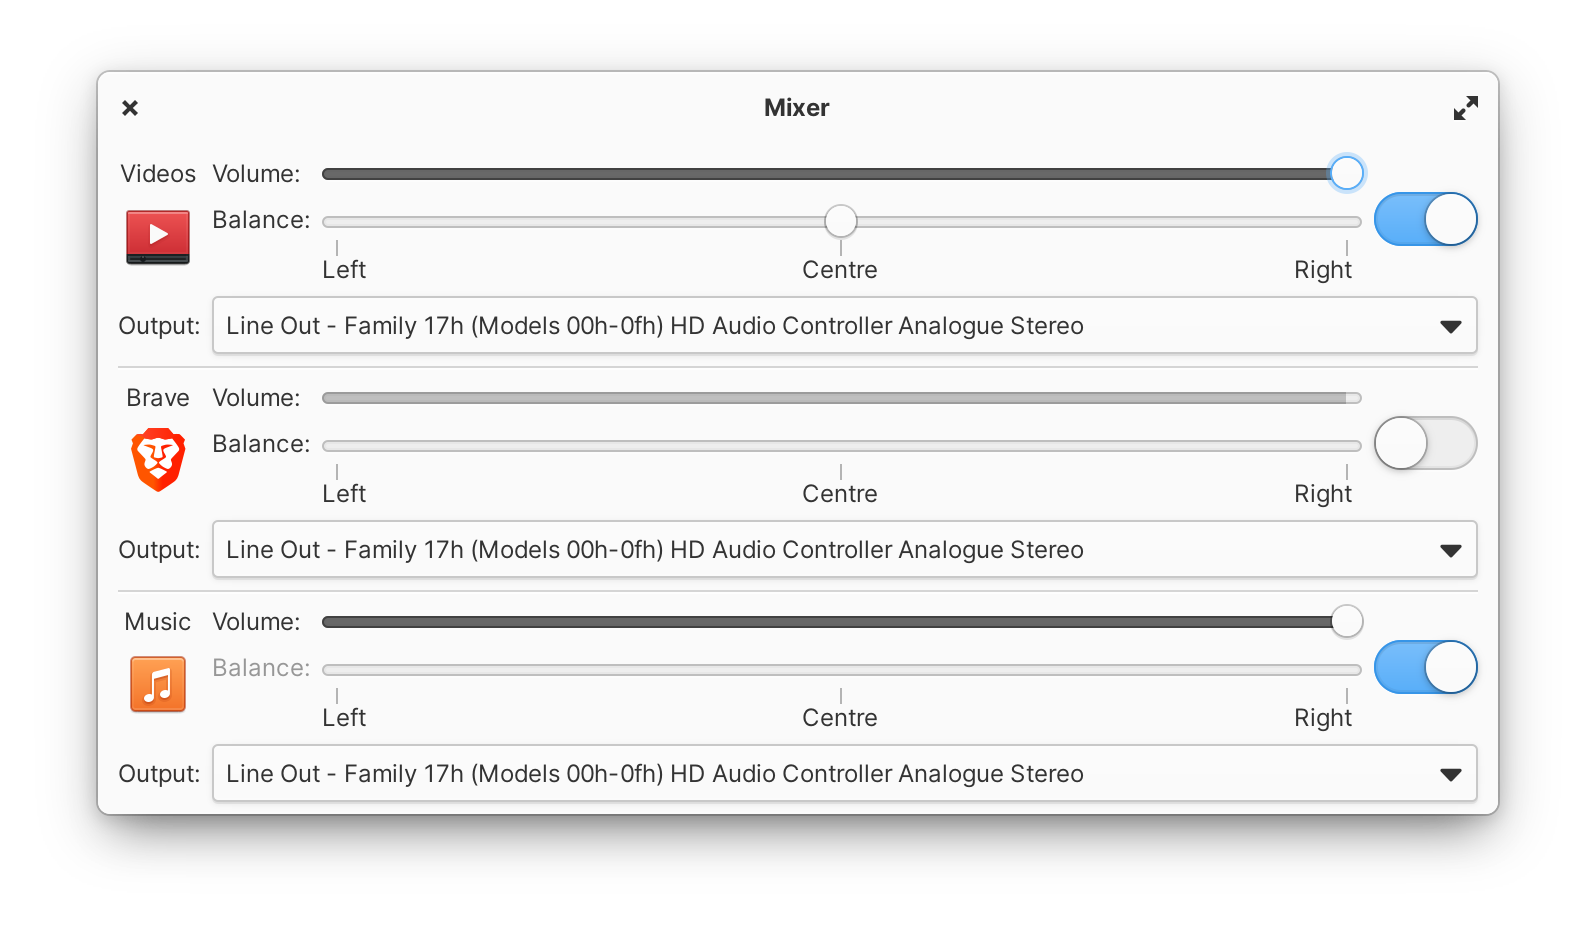 Mixer
Videos Volume:
Balance:
Left Centre Right
Output: Line Out - Family 17h (Models 00h-0fh) HD Audio Controller Analogue Stereo
Brave Volume:
Balance:
Left Centre Right
Output: Line Out - Family 17h (Models 00h-0fh) HD Audio Controller Analogue Stereo
Music Volume:
Balance:
Left Centre Right
Output: Line Out - Family 17h (Models 00h-0fh) HD Audio Controller Analogue Stereo